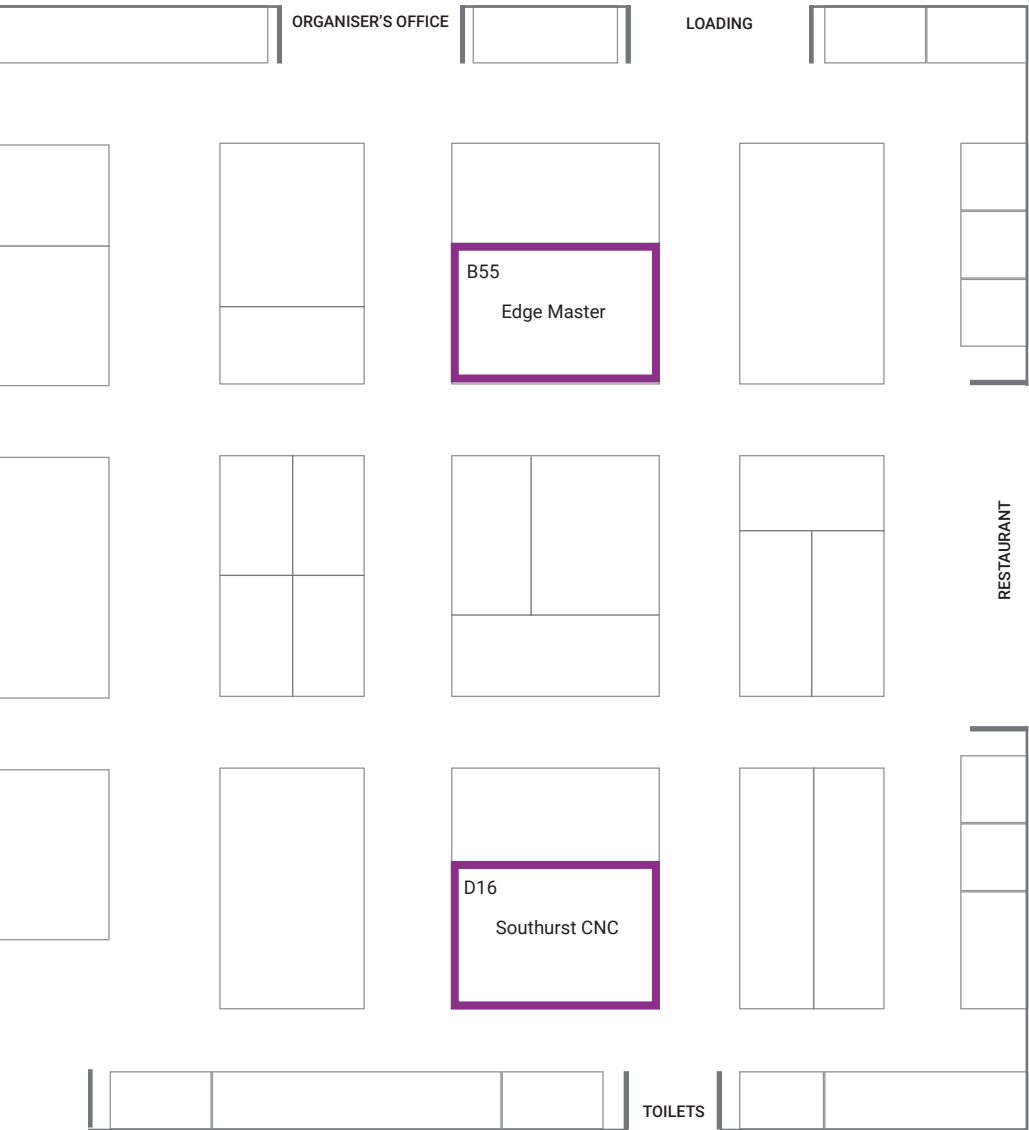 ORGANISER’S OFFICE
LOADING
B55
Edge Master
RESTAURANT
D16
Southurst CNC
TOILETS